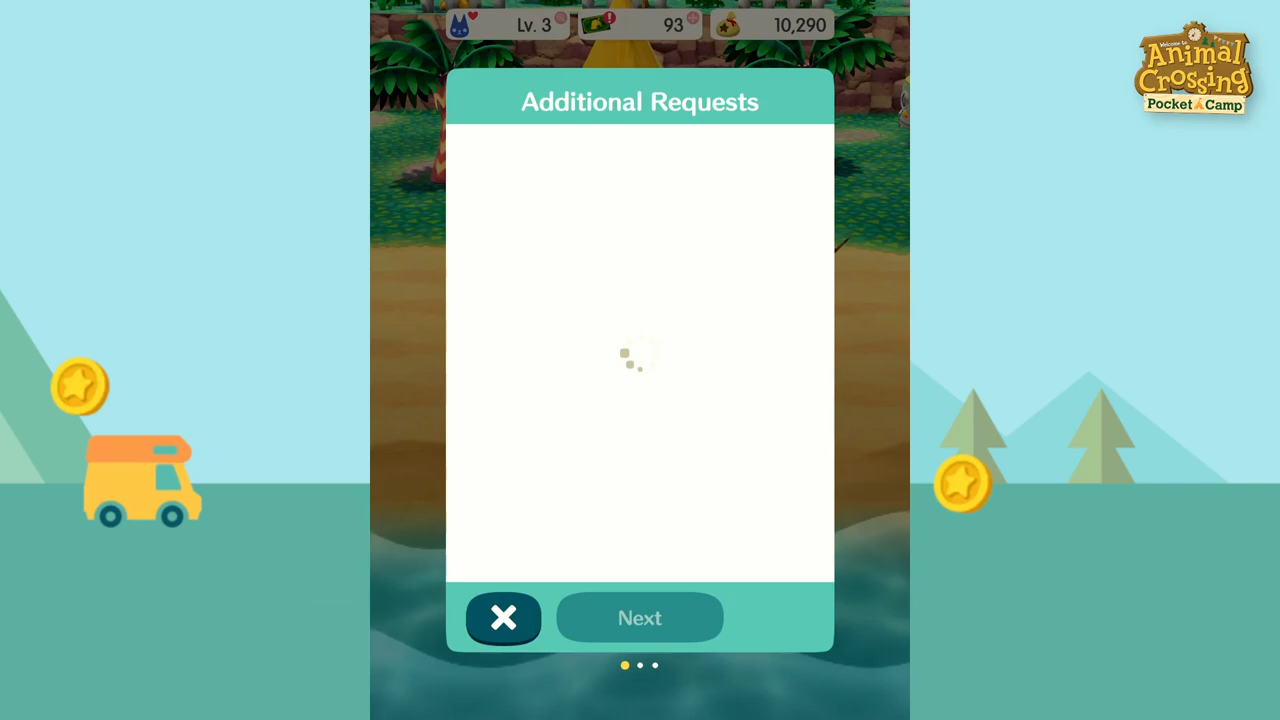 Lv. 3
93
10,290
Welcome to
Animal
Crossing
Pocket Camp
Additional Requests
Next